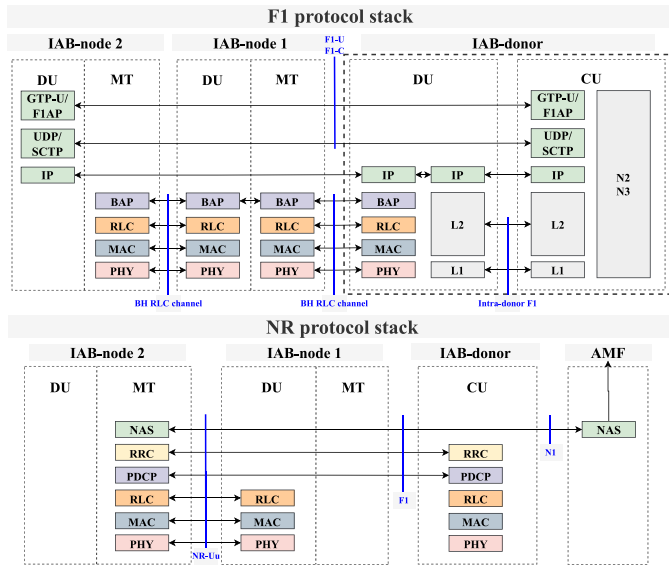 F1 protocol stack
IAB-node 2
IAB-node 1
F1-U
F1-C
IAB-donor
DU
MT
DU
MT
DU
CU
GTP-U/
F1AP
GTP-U/
F1AP
UDP/
SCTP
UDP/
SCTP
N2
N3
IP
IP
IP
IP
BAP
BAP
BAP
BAP
RLC
RLC
RLC
RLC
L2
L2
MAC
MAC
MAC
MAC
PHY
PHY
PHY
PHY
L1
L1
BH RLC channel
BH RLC channel
Intra-donor F1
NR protocol stack
IAB-node 2
IAB-node 1
IAB-donor
AMF
DU
MT
DU
MT
CU
NAS
NAS
N1
RRC
RRC
PDCP
PDCP
F1
RLC
RLC
RLC
MAC
MAC
MAC
PHY
PHY
PHY
NR-Uu